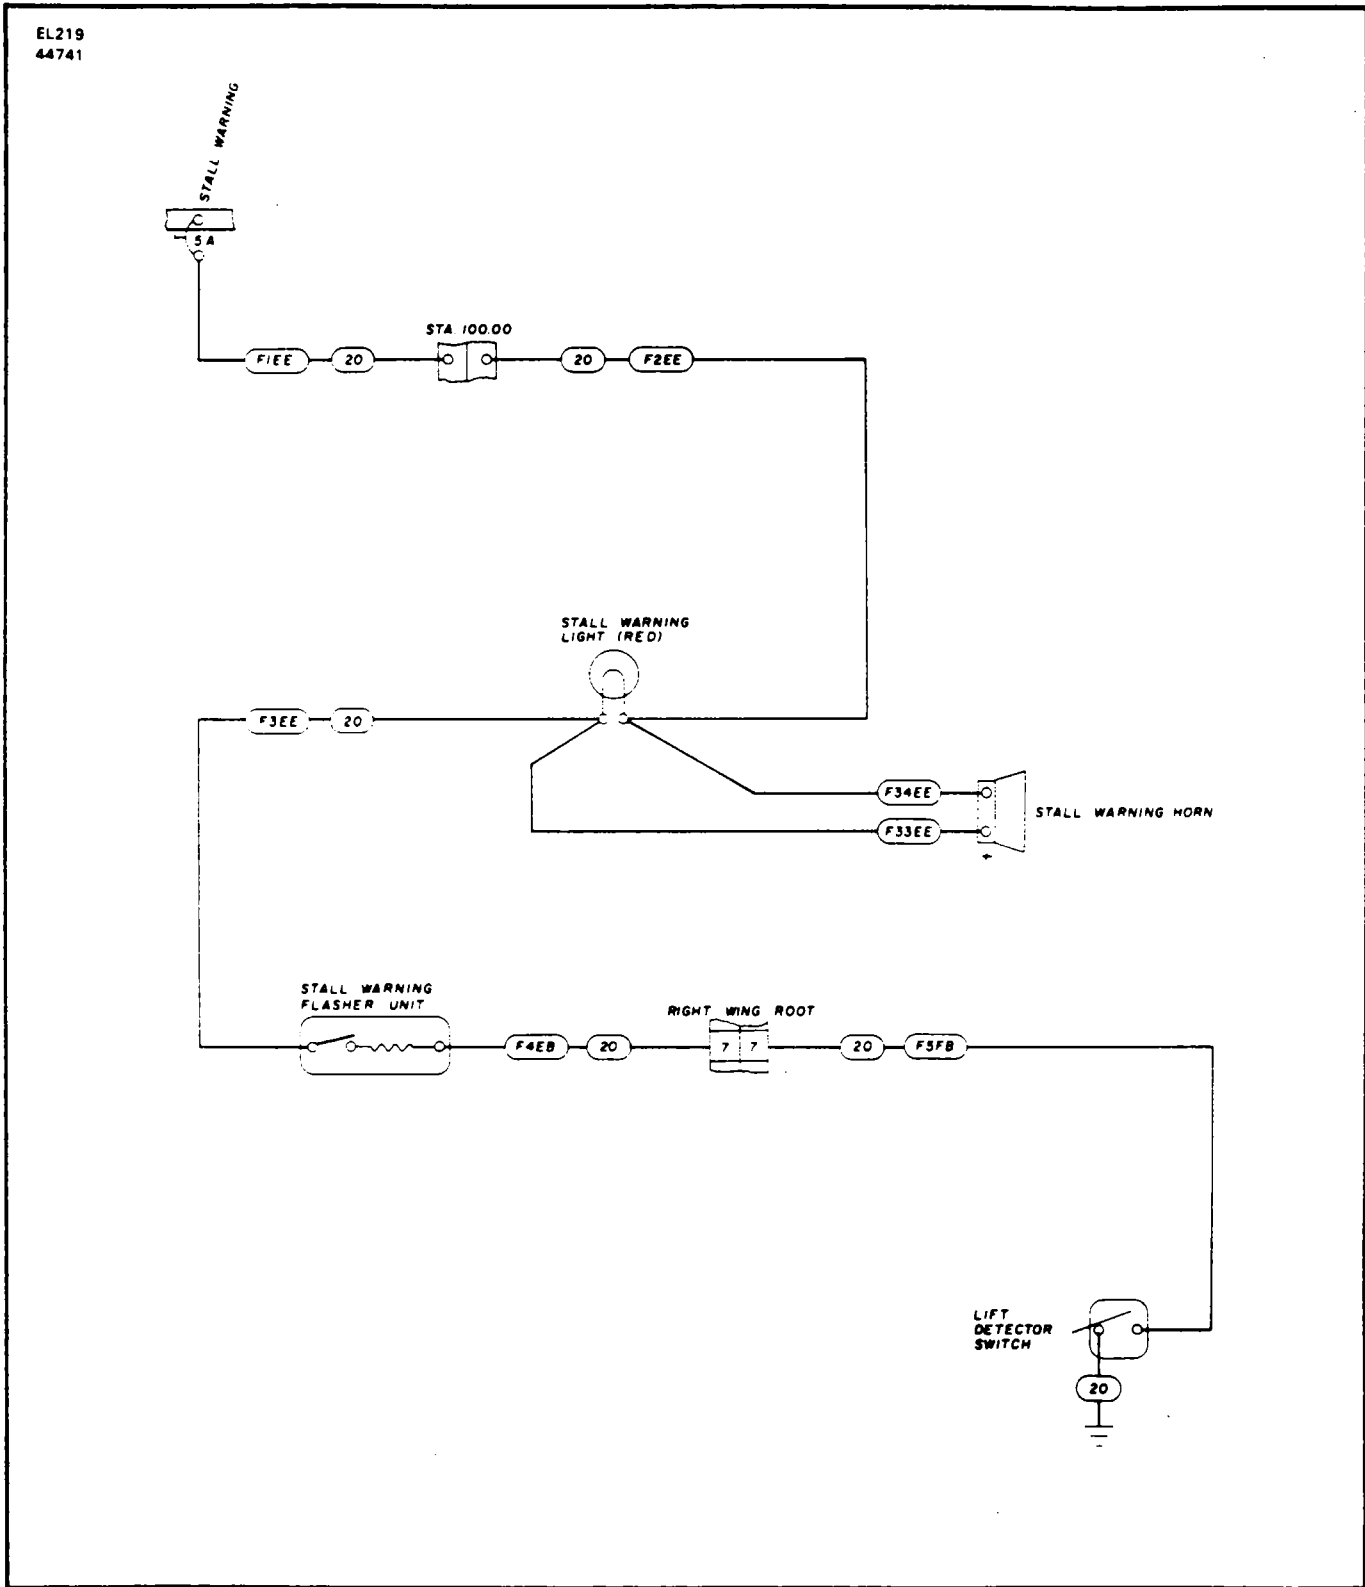 EL219
44741
STALL WARNING
5 A
STA. 100.00
F1EE
20
20
F2EE
STALL WARNING
LIGHT (RED)
F3EE
20
F34EE
F33EE
STALL WARNING HORN
+
STALL WARNING
FLASHER UNIT
RIGHT WING ROOT
F4EB
20
7
7
20
F5FB
LIFT
DETECTOR
SWITCH
20